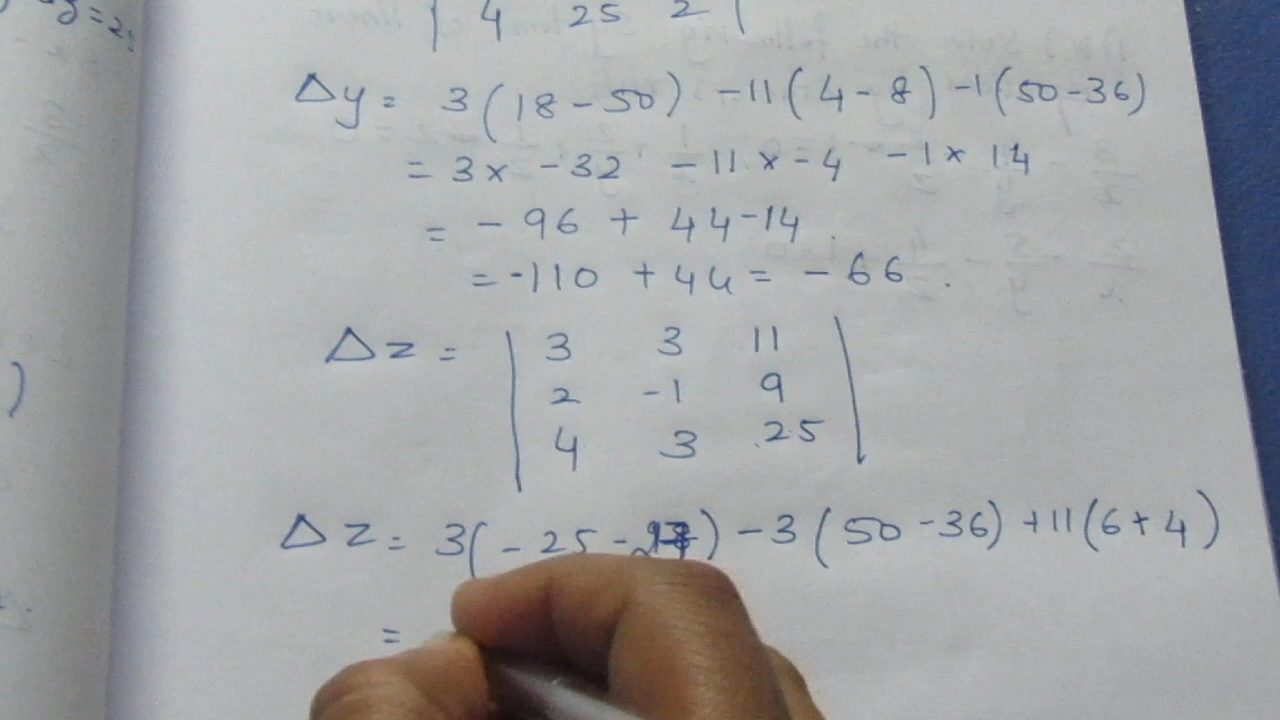 y = 2,
| 4 25 2 |
Δy = 3(18 - 50) - 11(4 - 8) - 1(50 - 36)
= 3 x - 32 - 11 x - 4 - 1 x 14
= - 96 + 44 - 14
= - 110 + 44 = - 66.
Δz = | 3 3 11 |
| 2 -1 9 |
| 4 3 25 |
Δz = 3(- 25 - 27) - 3(50 - 36) + 11(6 + 4)
=
)